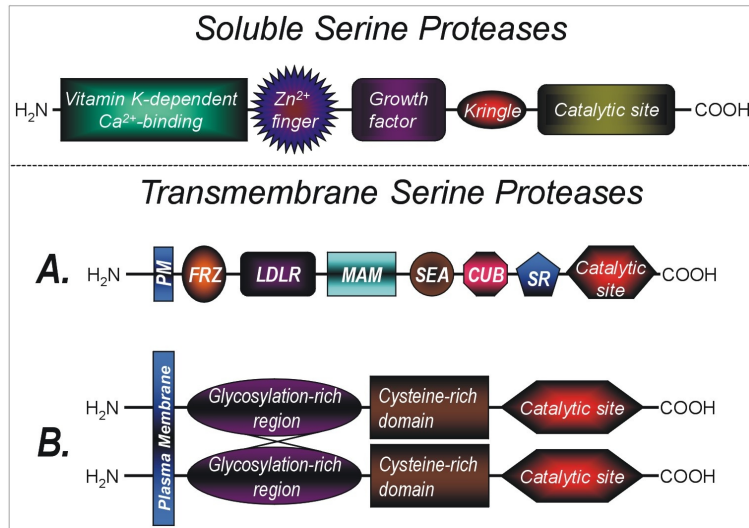 Soluble Serine Proteases
H₂N Vitamin K-dependent Ca²⁺-binding Zn²⁺ finger Growth factor Kringle Catalytic site COOH
Transmembrane Serine Proteases
A. H₂N PM FRZ LDLR MAM SEA CUB SR Catalytic site COOH
B.
Plasma Membrane
H₂N Glycosylation-rich region Cysteine-rich domain Catalytic site COOH
H₂N Glycosylation-rich region Cysteine-rich domain Catalytic site COOH